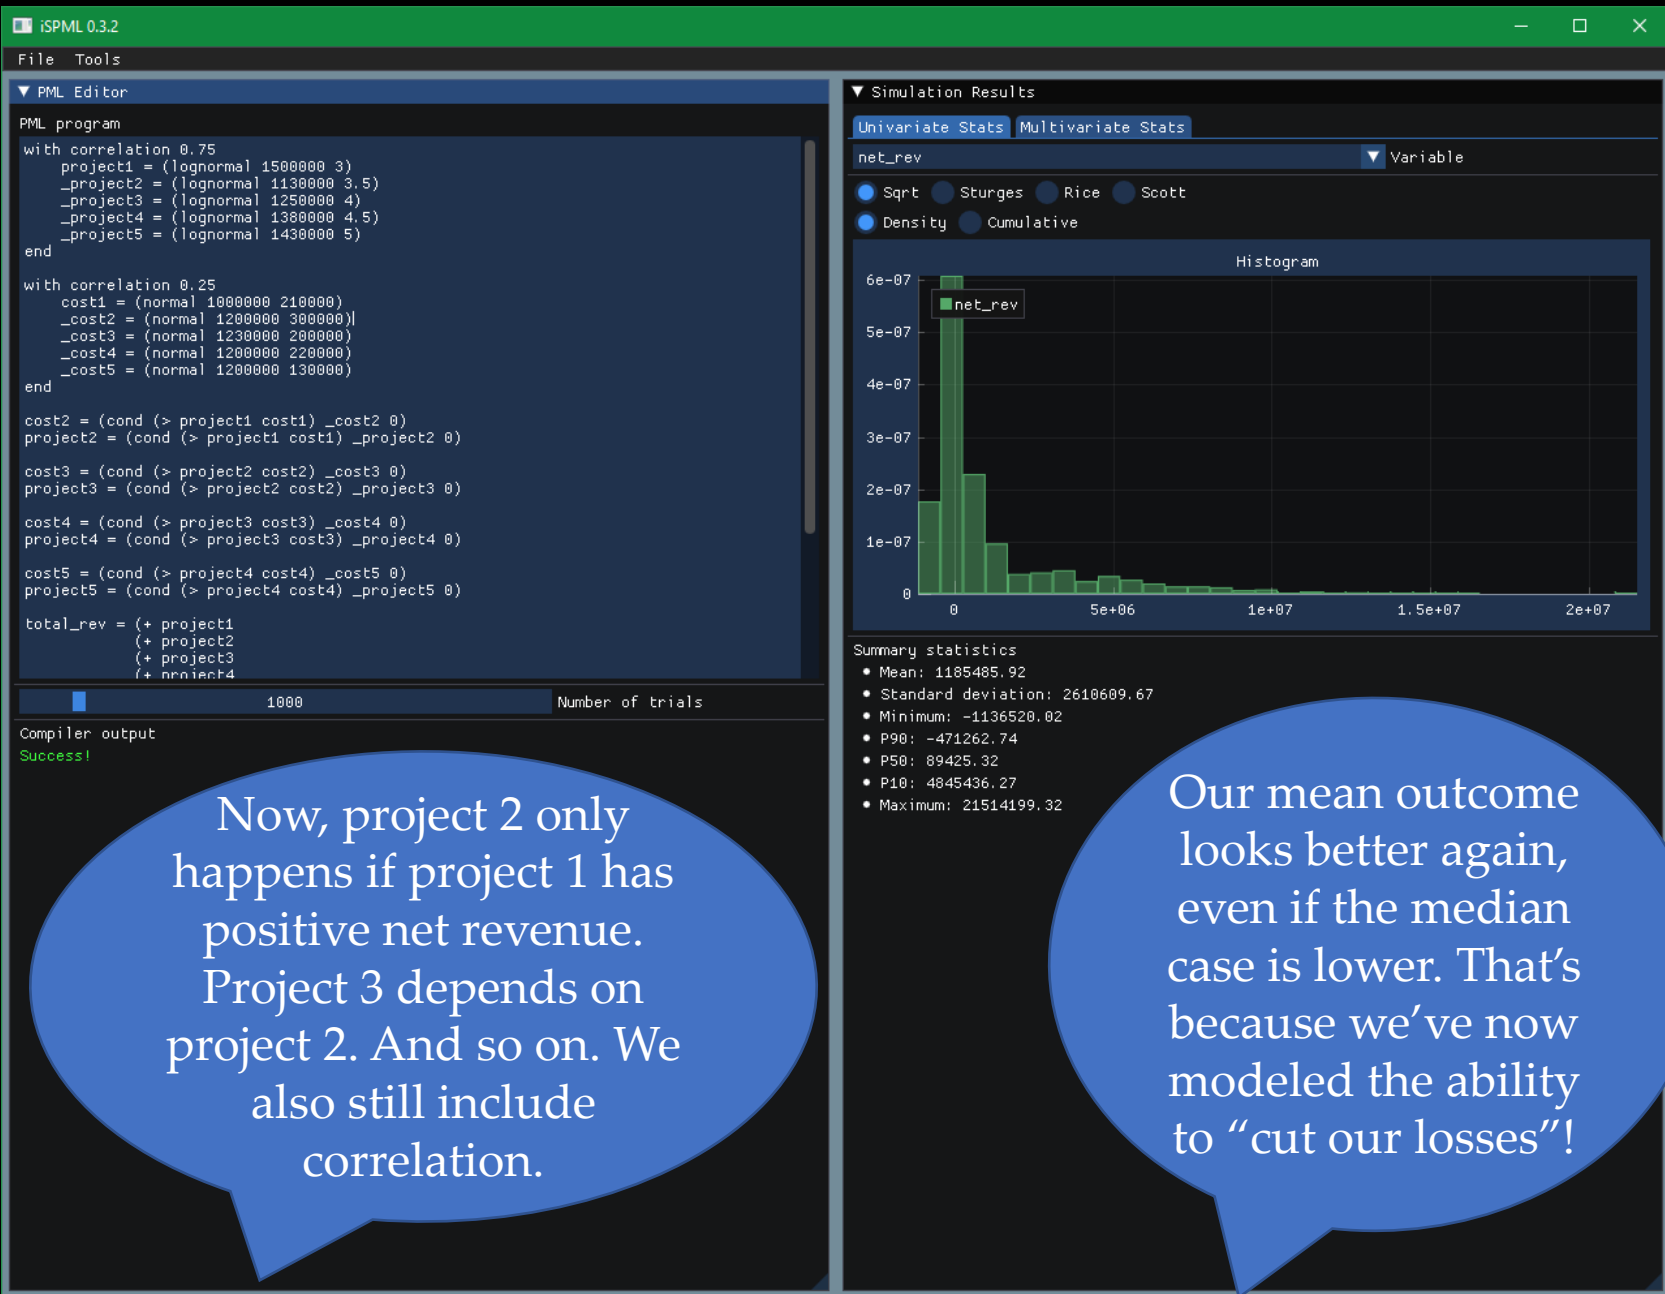 iSPML 0.3.2
File Tools
PML Editor
PML program
with correlation 0.75
project1 = (lognormal 1500000 3)
_project2 = (lognormal 1130000 3.5)
_project3 = (lognormal 1250000 4)
_project4 = (lognormal 1380000 4.5)
_project5 = (lognormal 1430000 5)
end
with correlation 0.25
cost1 = (normal 1000000 210000)
_cost2 = (normal 1200000 300000)
_cost3 = (normal 1230000 200000)
_cost4 = (normal 1200000 220000)
_cost5 = (normal 1200000 130000)
end
cost2 = (cond (> project1 cost1) _cost2 0)
project2 = (cond (> project1 cost1) _project2 0)
cost3 = (cond (> project2 cost2) _cost3 0)
project3 = (cond (> project2 cost2) _project3 0)
cost4 = (cond (> project3 cost3) _cost4 0)
project4 = (cond (> project3 cost3) _project4 0)
cost5 = (cond (> project4 cost4) _cost5 0)
project5 = (cond (> project4 cost4) _project5 0)
total_rev = (+ project1
(+ project2
(+ project3
(+ project4
1000 Number of trials
Compiler output
Success!
Now, project 2 only
happens if project 1 has
positive net revenue.
Project 3 depends on
project 2. And so on. We
also still include
correlation.
Simulation Results
Univariate Stats Multivariate Stats
net_rev Variable
Sqrt Sturges Rice Scott
Density Cumulative
Histogram
net_rev
6e-07
5e-07
4e-07
3e-07
2e-07
1e-07
0
0 5e+06 1e+07 1.5e+07 2e+07
Summary statistics
Mean: 1185485.92
Standard deviation: 2610609.67
Minimum: -1136520.02
P90: -471262.74
P50: 89425.32
P10: 4845436.27
Maximum: 21514199.32
Our mean outcome
looks better again,
even if the median
case is lower. That's
because we've now
modeled the ability
to "cut our losses"!